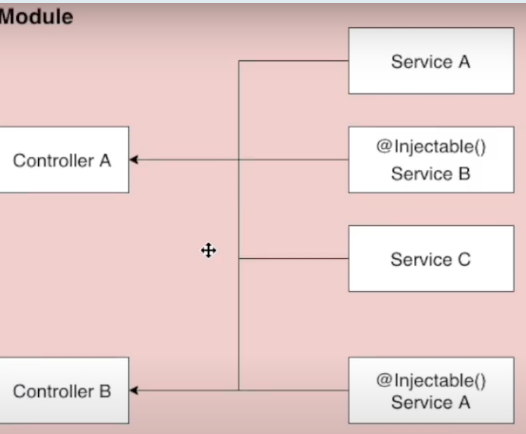 Module
Service A
Controller A
@Injectable()
Service B
Service C
Controller B
@Injectable()
Service A